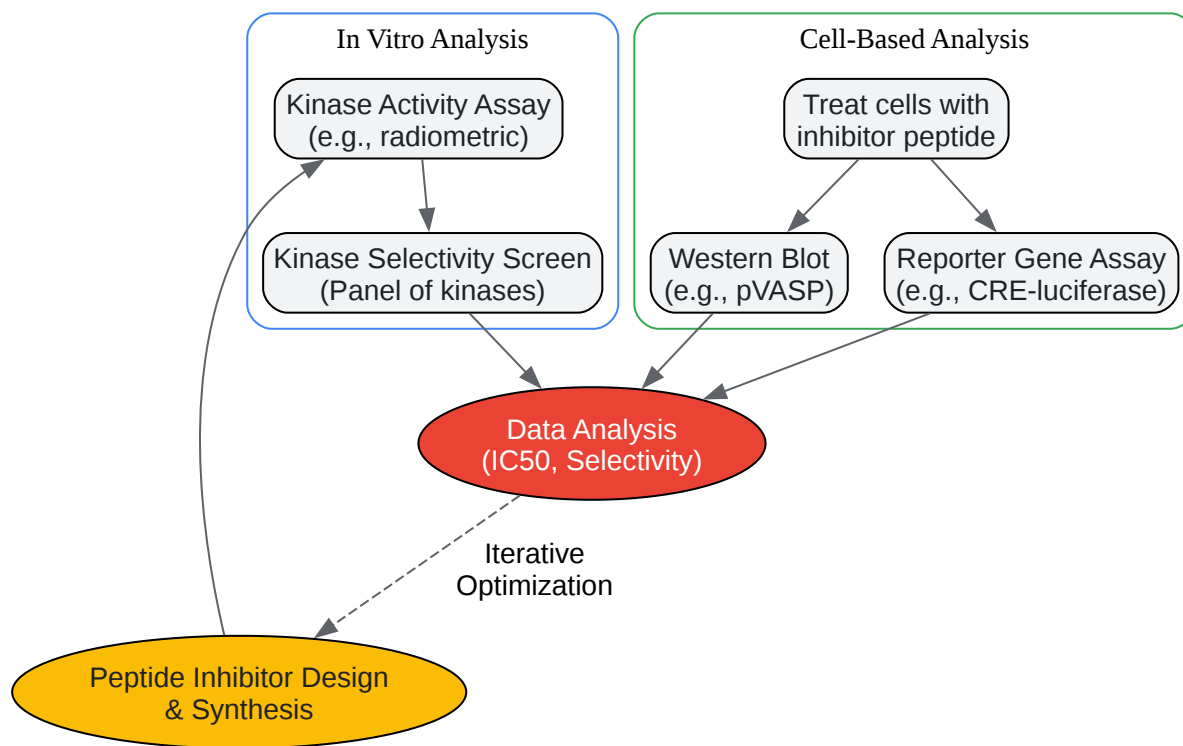 In Vitro Analysis
Kinase Activity Assay
(e.g., radiometric)
Kinase Selectivity Screen
(Panel of kinases)
Cell-Based Analysis
Treat cells with
inhibitor peptide
Western Blot
(e.g., pVASP)
Reporter Gene Assay
(e.g., CRE-luciferase)
Data Analysis
(IC50, Selectivity)
Iterative
Optimization
Peptide Inhibitor Design
& Synthesis